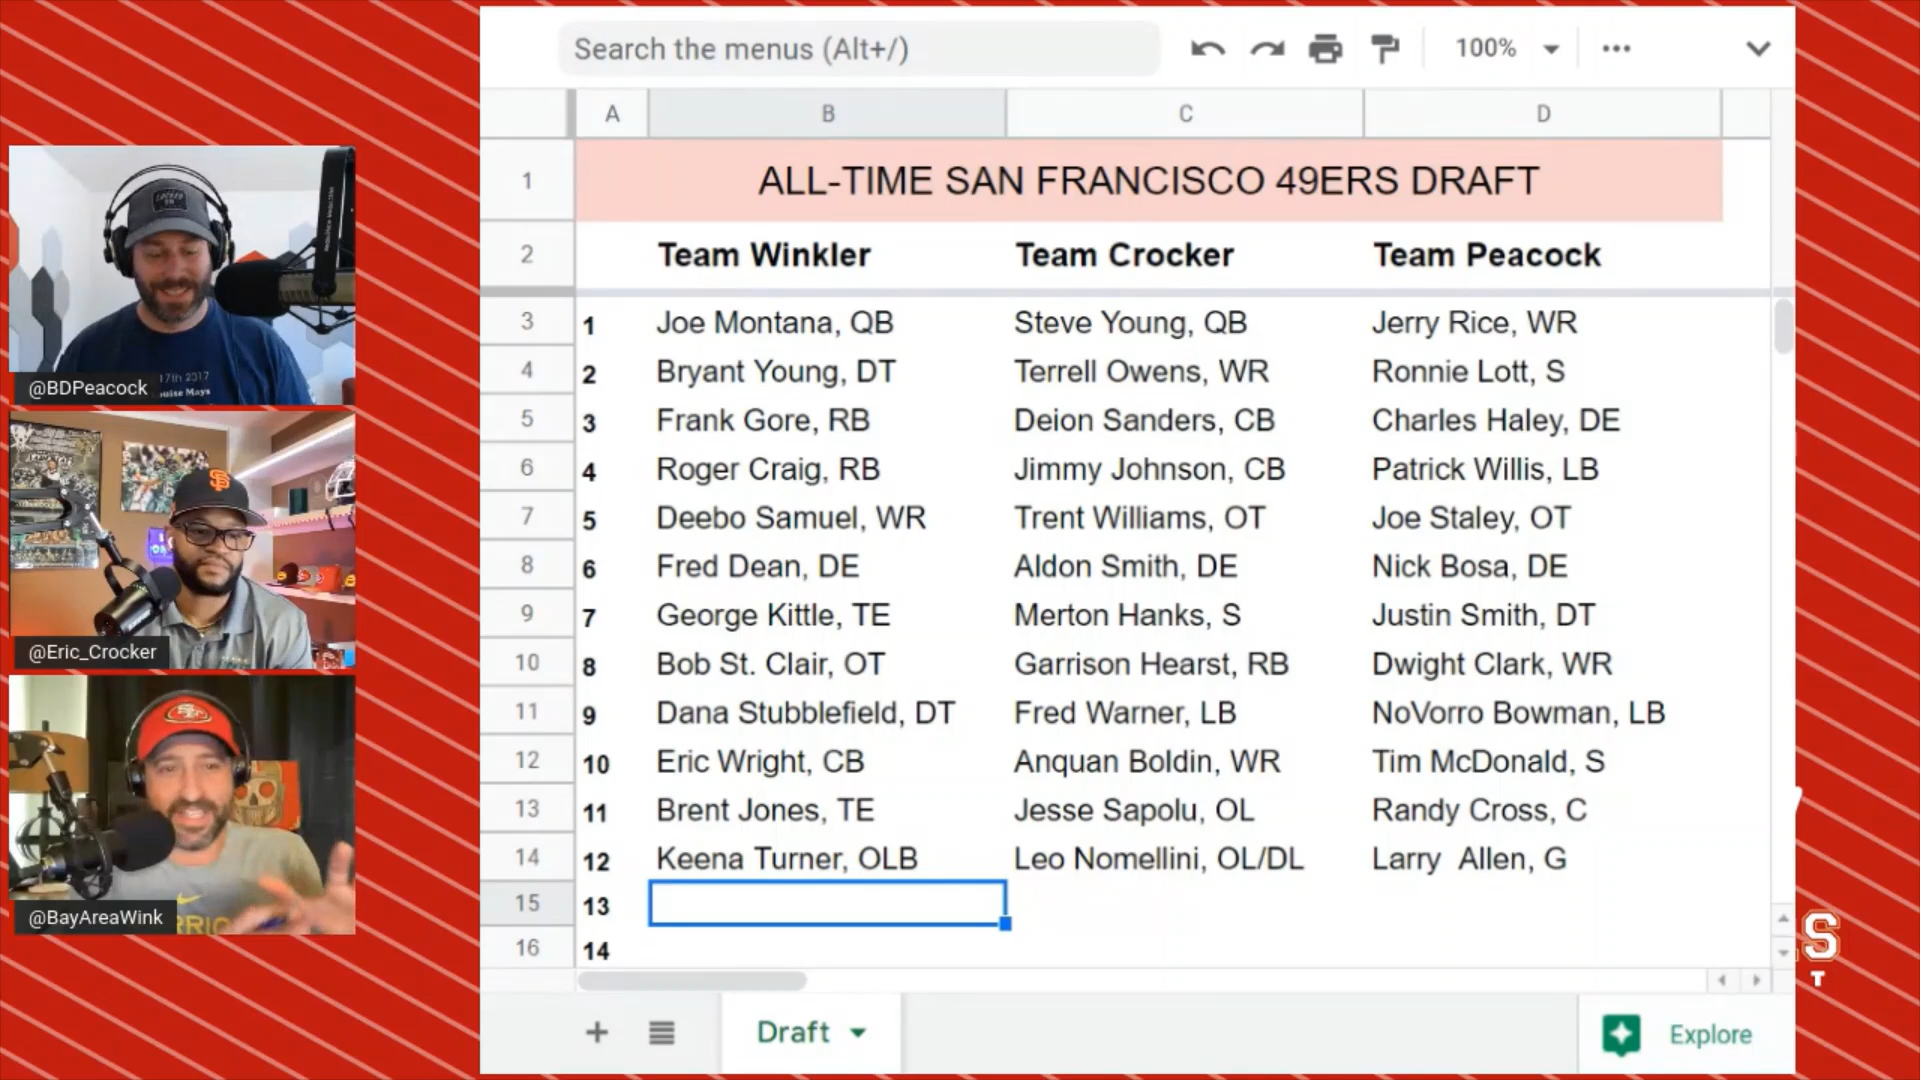 Search the menus (Alt+/)
100%
A B C D
1 ALL-TIME SAN FRANCISCO 49ERS DRAFT
2 Team Winkler Team Crocker Team Peacock
3 1 Joe Montana, QB Steve Young, QB Jerry Rice, WR
4 2 Bryant Young, DT Terrell Owens, WR Ronnie Lott, S
5 3 Frank Gore, RB Deion Sanders, CB Charles Haley, DE
6 4 Roger Craig, RB Jimmy Johnson, CB Patrick Willis, LB
7 5 Deebo Samuel, WR Trent Williams, OT Joe Staley, OT
8 6 Fred Dean, DE Aldon Smith, DE Nick Bosa, DE
9 7 George Kittle, TE Merton Hanks, S Justin Smith, DT
10 8 Bob St. Clair, OT Garrison Hearst, RB Dwight Clark, WR
11 9 Dana Stubblefield, DT Fred Warner, LB NoVorro Bowman, LB
12 10 Eric Wright, CB Anquan Boldin, WR Tim McDonald, S
13 11 Brent Jones, TE Jesse Sapolu, OL Randy Cross, C
14 12 Keena Turner, OLB Leo Nomellini, OL/DL Larry  Allen, G
15 13
16 14
Draft
Explore
17th 2017
@BDPeacock
SF
@Eric_Crocker
SF
@BayAreaWink
S
T